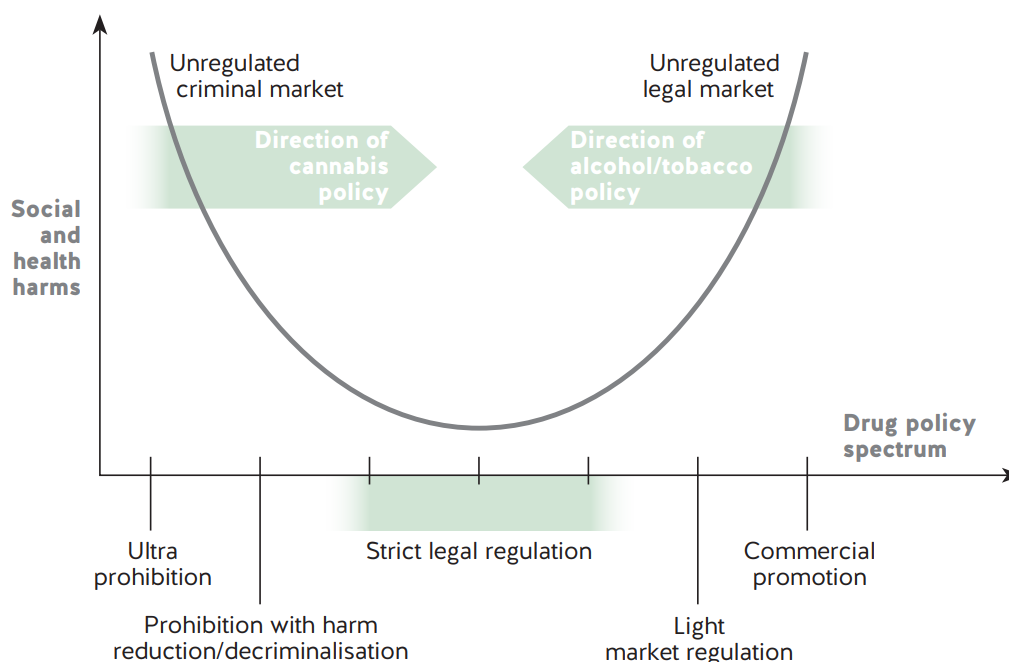 Unregulated
criminal market
Unregulated
legal market
Direction of
cannabis
policy
Direction of
alcohol/tobacco
policy
Social
and
health
harms
Drug policy
spectrum
Ultra
prohibition
Strict legal regulation
Commercial
promotion
Prohibition with harm
reduction/decriminalisation
Light
market regulation